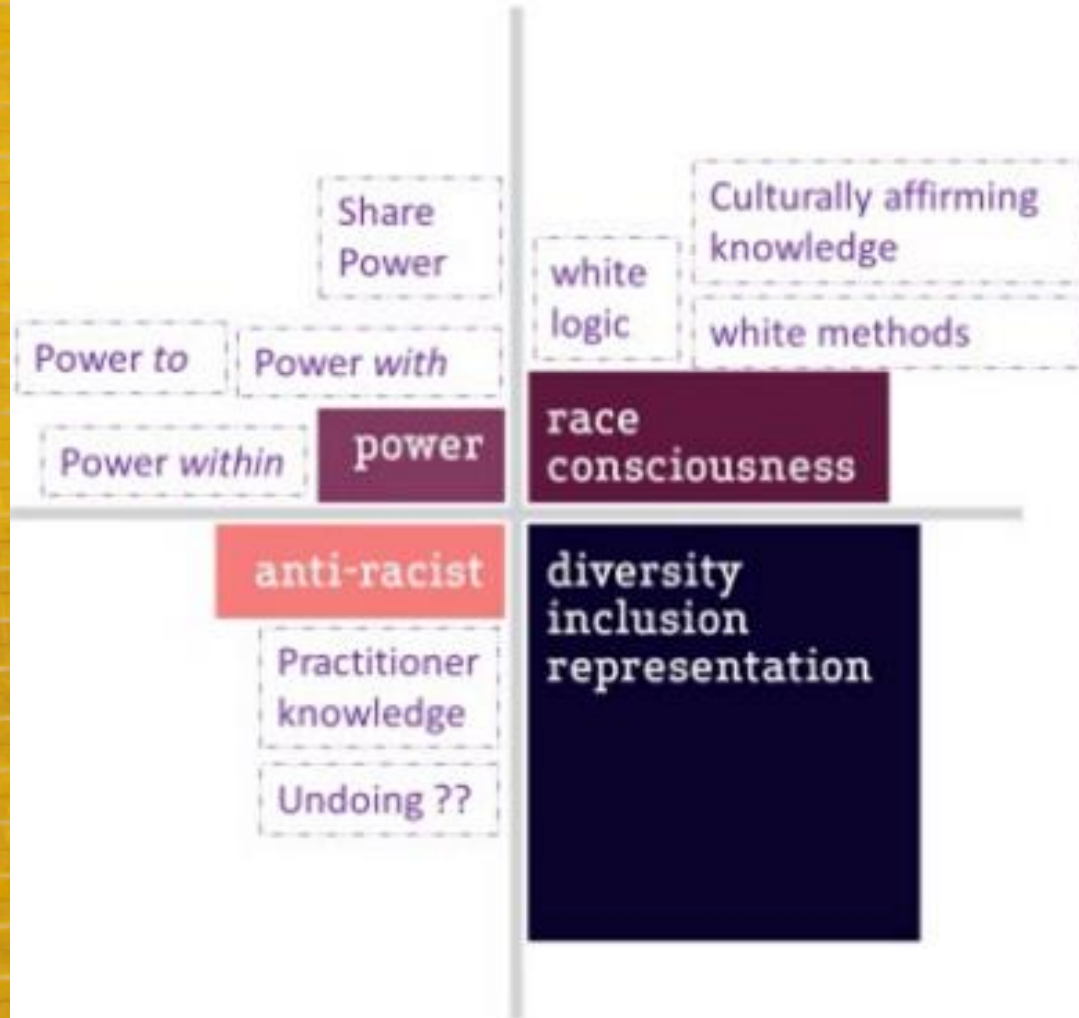 Share
Power
Power to
Power with
Power within
power
white
logic
Culturally affirming
knowledge
white methods
race
consciousness
anti-racist
Practitioner
knowledge
Undoing ??
diversity
inclusion
representation